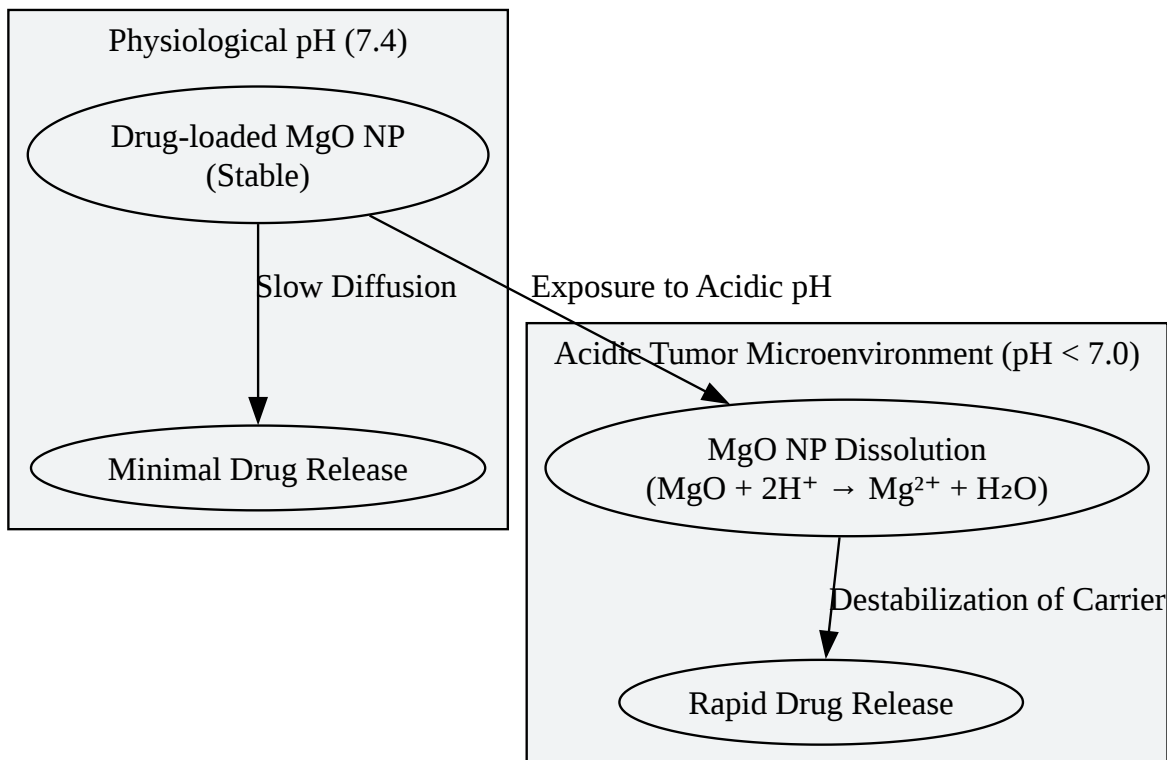 Physiological pH (7.4)
Drug-loaded MgO NP
(Stable)
Slow Diffusion
Exposure to Acidic pH
Minimal Drug Release
Acidic Tumor Microenvironment (pH < 7.0)
MgO NP Dissolution
(MgO + 2H⁺ → Mg²⁺ + H₂O)
Destabilization of Carrier
Rapid Drug Release